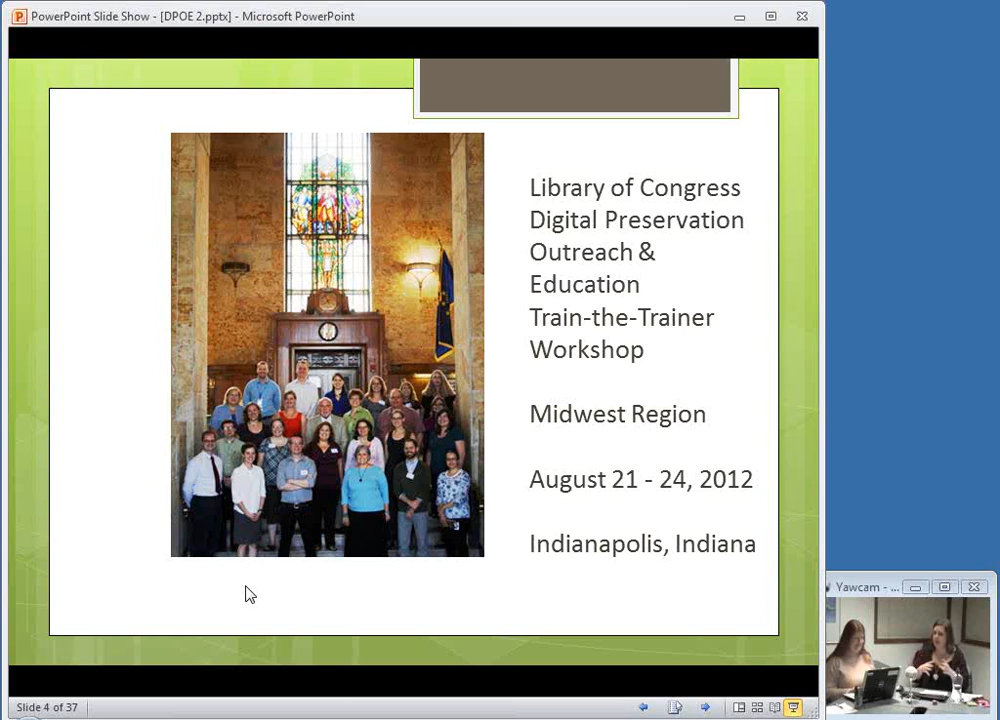 PowerPoint Slide Show - [DPOE 2.pptx] - Microsoft PowerPoint
Library of Congress
Digital Preservation
Outreach &
Education
Train-the-Trainer
Workshop
Midwest Region
August 21 - 24, 2012
Indianapolis, Indiana
Yawcam - ...
Slide 4 of 37